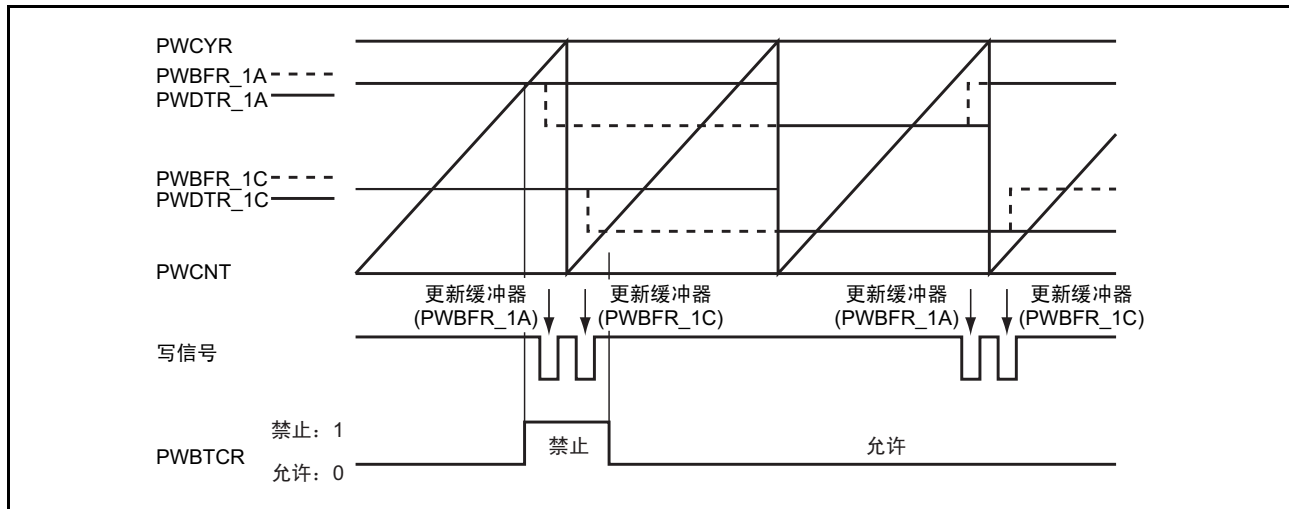 PWCYR
PWBFR_1A
PWDTR_1A
PWBFR_1C
PWDTR_1C
PWCNT
更新缓冲器
(PWBFR_1A)
更新缓冲器
(PWBFR_1C)
更新缓冲器
(PWBFR_1A)
更新缓冲器
(PWBFR_1C)
写信号
禁止：1
PWBTCR
允许：0
禁止
允许